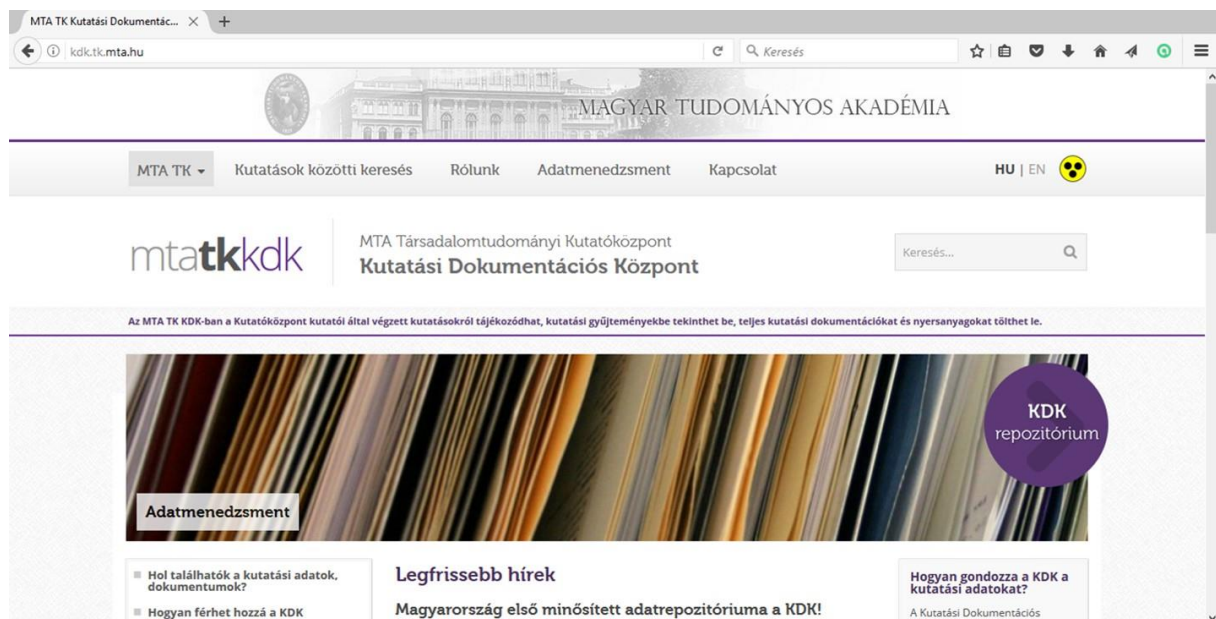 MTA TK Kutatási Dokumentác...
kdk.tk.mta.hu
Keresés
MAGYAR TUDOMÁNYOS AKADÉMIA
MTA TK Kutatások közötti keresés Rólunk Adatmenedzsment Kapcsolat HU | EN
mtatkkdk
MTA Társadalomtudományi Kutatóközpont
Kutatási Dokumentációs Központ
Keresés...
Az MTA TK KDK-ban a Kutatóközpont kutatói által végzett kutatásokról tájékozódhat, kutatási gyűjteményekbe tekinthet be, teljes kutatási dokumentációkat és nyersanyagokat tölthet le.
KDK
repozitórium
Adatmenedzsment
Hol találhatók a kutatási adatok,
dokumentumok?
Hogyan férhet hozzá a KDK
Legfrissebb hírek
Magyarország első minősített adatrepozitóriuma a KDK!
Hogyan gondozza a KDK a
kutatási adatokat?
A Kutatási Dokumentációs